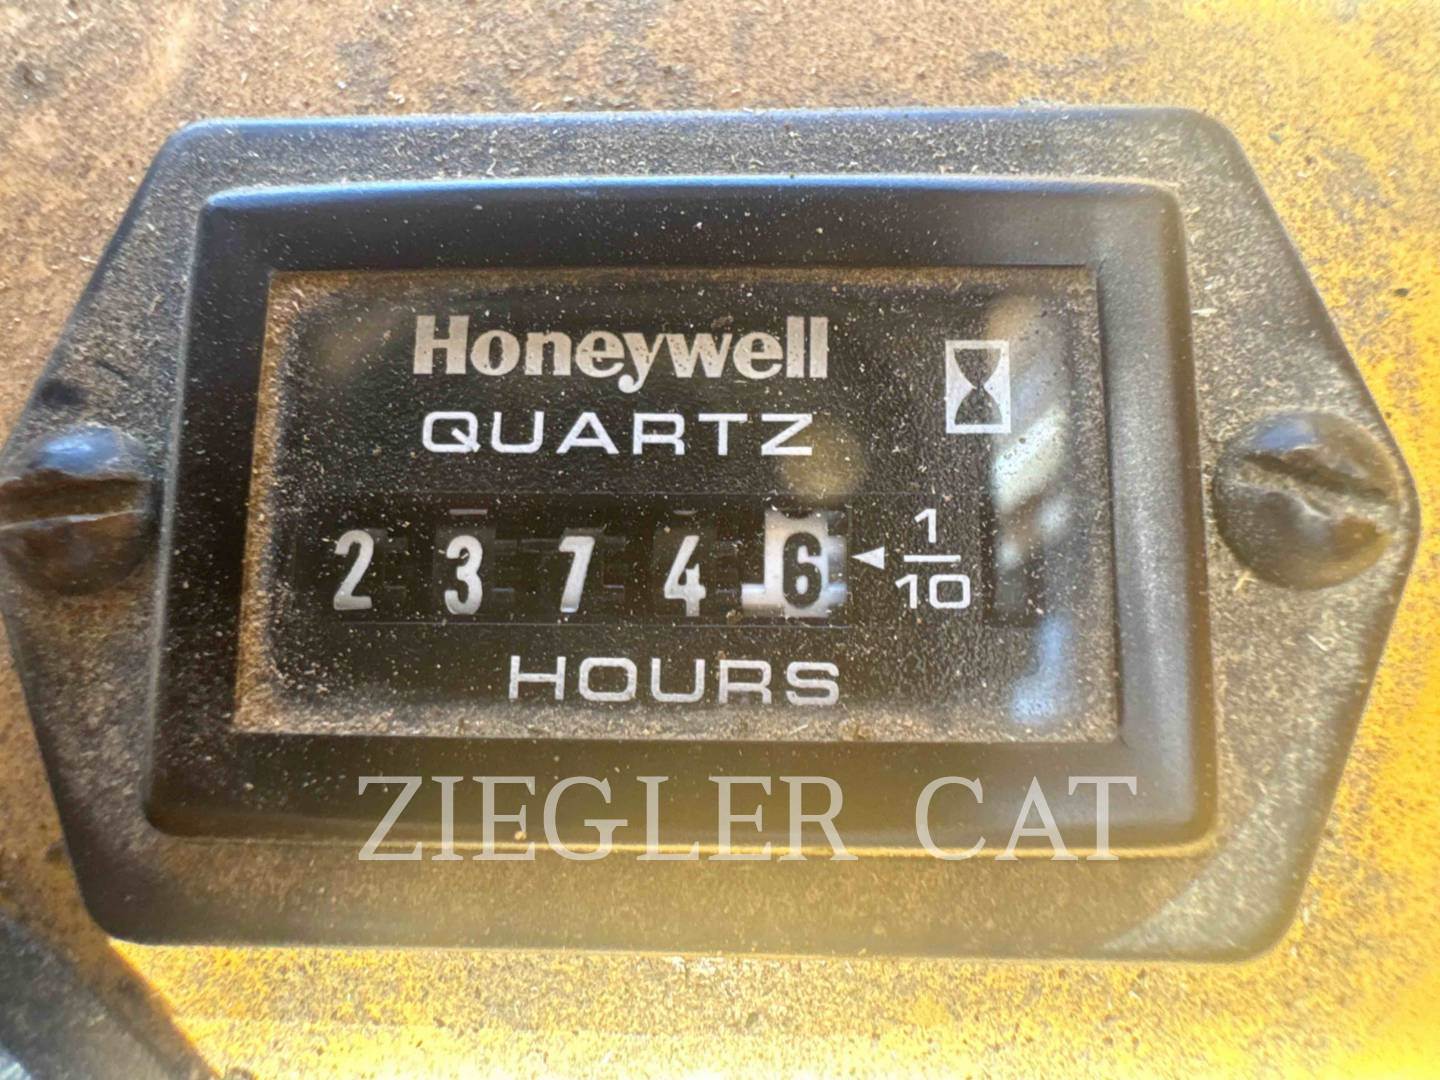 Honeywell
QUARTZ
2 3 7 4 6 1/10
HOURS
ZIEGLER CAT